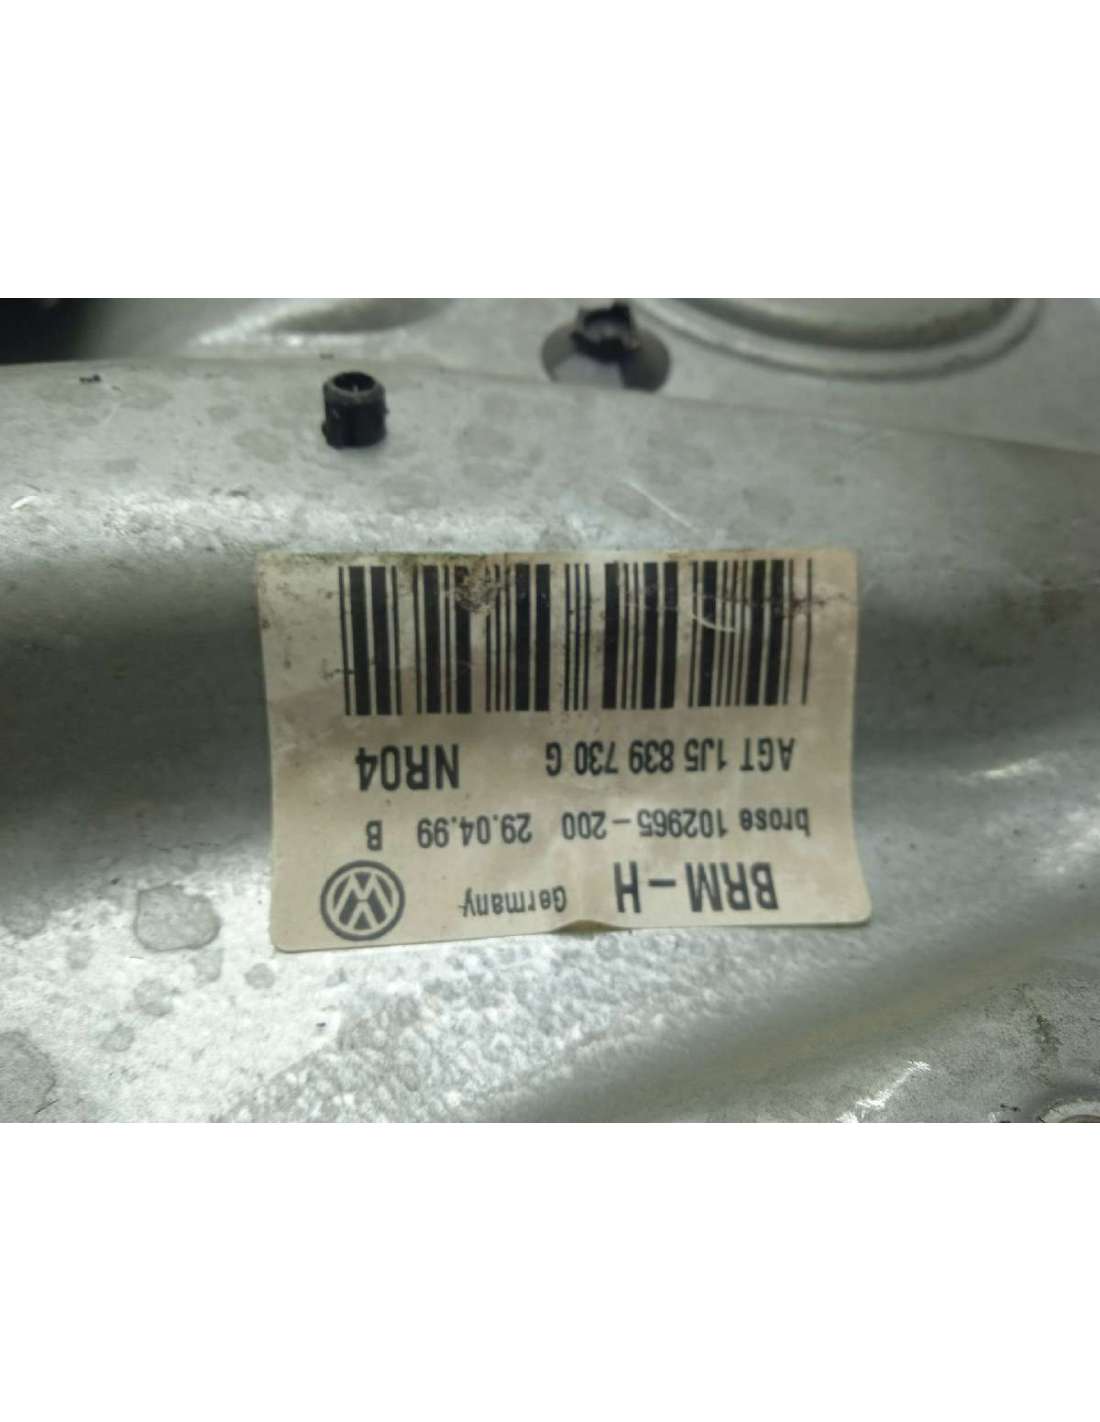 BRM-H Germany
brose 102965-200 29.04.99 B
AGT 1J5 839 730 G NR04